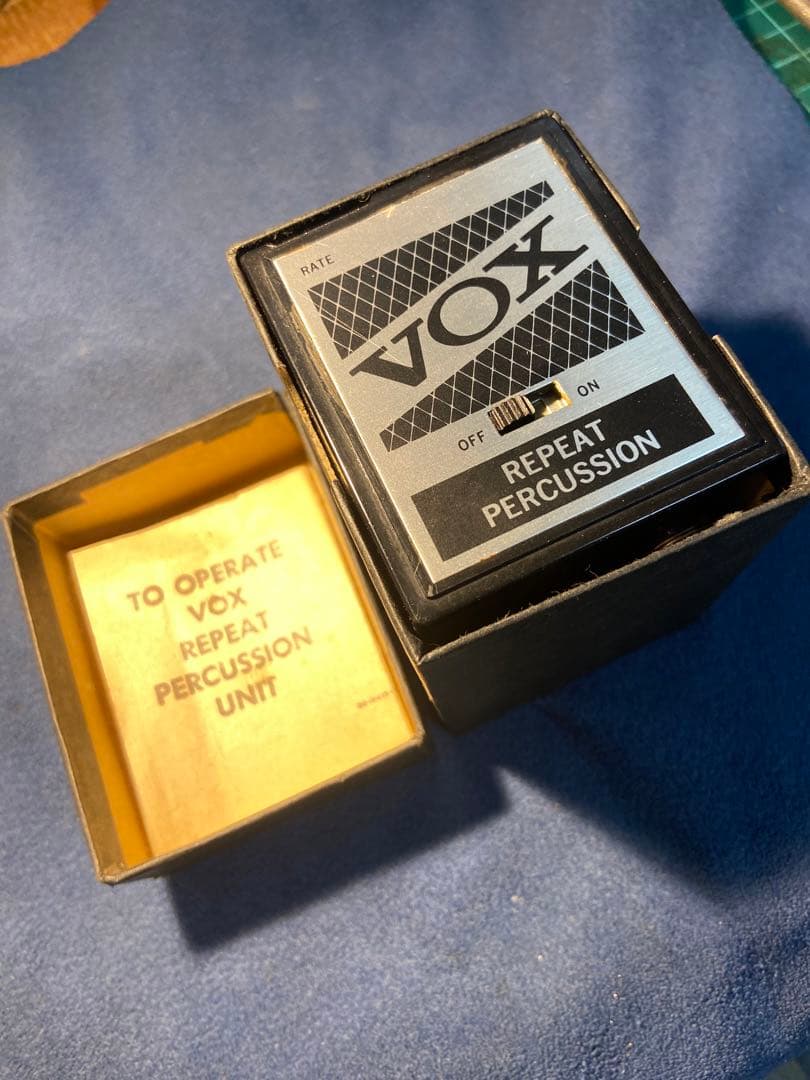 RATE
VOX
OFF
ON
REPEAT
PERCUSSION
TO OPERATE
VOX
REPEAT
PERCUSSION
UNIT